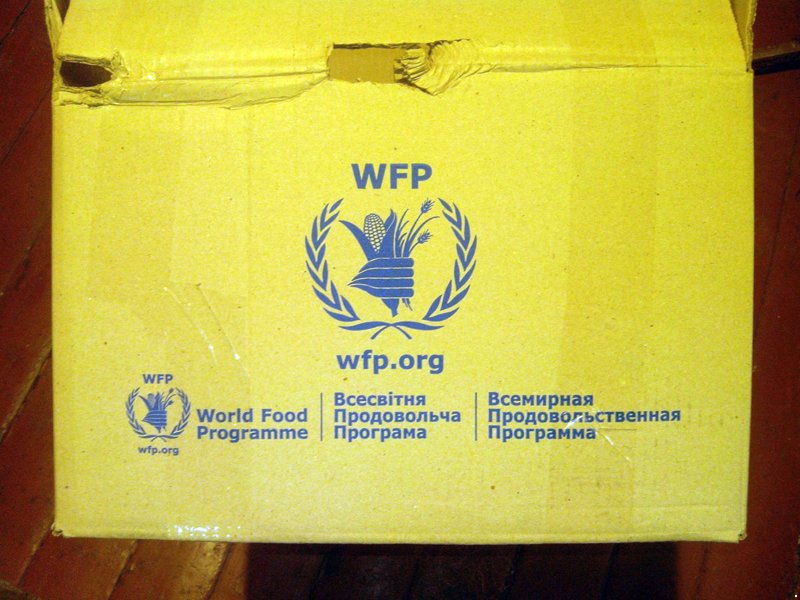 WFP
wfp.org
WFP
wfp.org
World Food
Programme
Всесвітня
Продовольча
Програма
Всемирная
Продовольственная
Программа